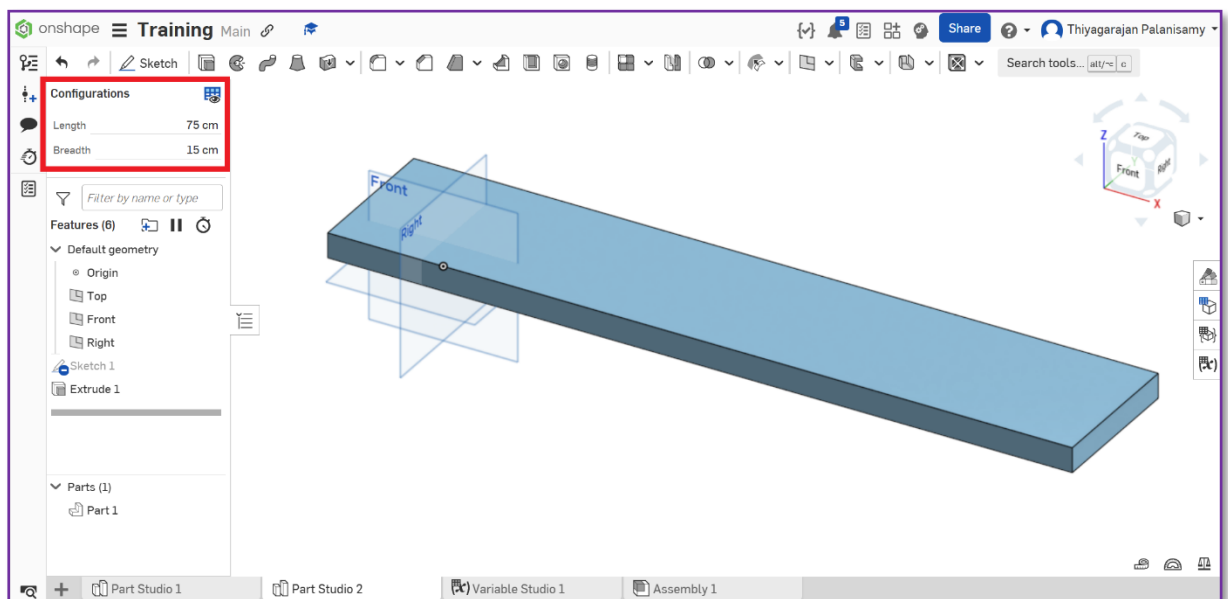 onshape Training Main Share Thiyagarajan Palanisamy
5
Sketch Search tools... alt/⌥ c
Configurations
Length 75 cm
Breadth 15 cm
Filter by name or type
Features (6)
Default geometry
Origin
Top
Front
Right
Sketch 1
Extrude 1
Parts (1)
Part 1
Front
Right
Z
Top
Front
Right
Y
X
(x)
Part Studio 1 Part Studio 2 (x) Variable Studio 1 Assembly 1